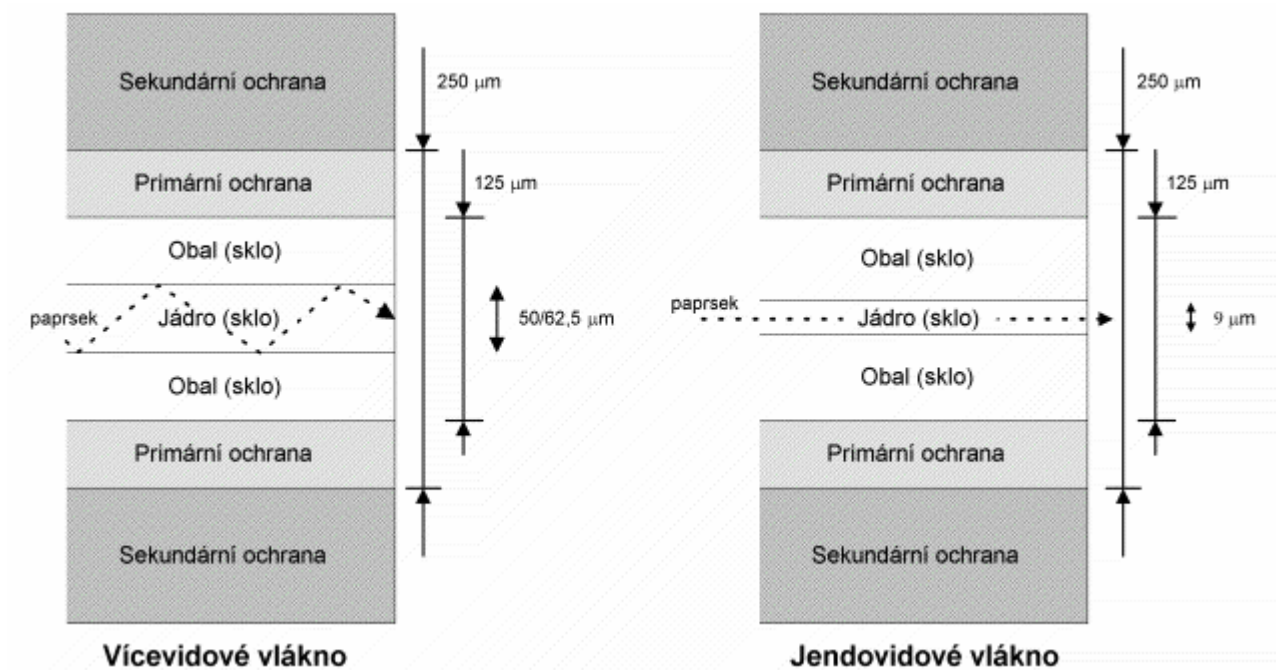 Sekundární ochrana
250 μm
Primární ochrana
125 μm
Obal (sklo)
paprsek
Jádro (sklo)
50/62,5 μm
Obal (sklo)
Primární ochrana
Sekundární ochrana
Vícevidové vlákno
Sekundární ochrana
250 μm
Primární ochrana
125 μm
Obal (sklo)
paprsek
Jádro (sklo)
9 μm
Obal (sklo)
Primární ochrana
Sekundární ochrana
Jendovidové vlákno